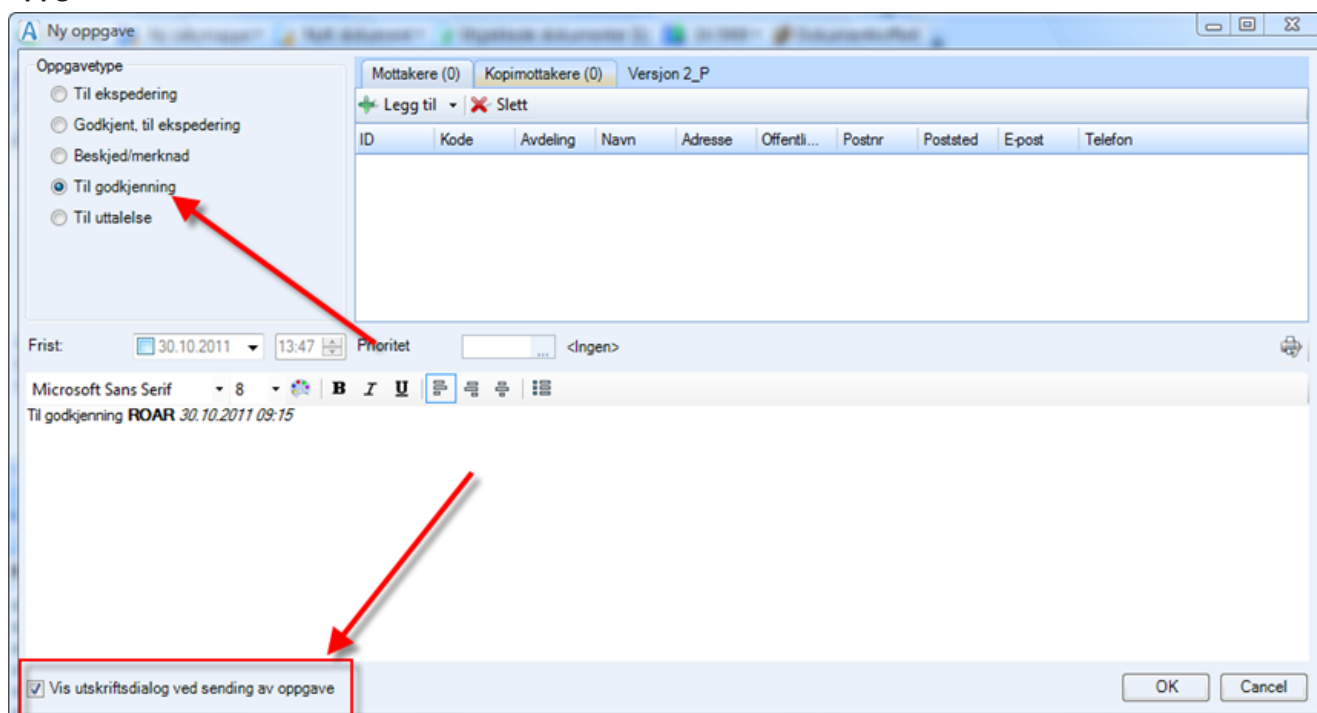 Ny oppgave
Oppgavetype
Til ekspedering
Godkjent, til ekspedering
Beskjed/merknad
Til godkjenning
Til uttalelse
Mottakere (0) Kopimottakere (0) Versjon 2_P
Legg til Slett
ID Kode Avdeling Navn Adresse Offentli... Postnr Poststed E-post Telefon
Frist: 30.10.2011 13:47 Prioritet ... <Ingen>
Microsoft Sans Serif 8 B I U
Til godkjenning ROAR 30.10.2011 09:15
Vis utskriftsdialog ved sending av oppgave OK Cancel